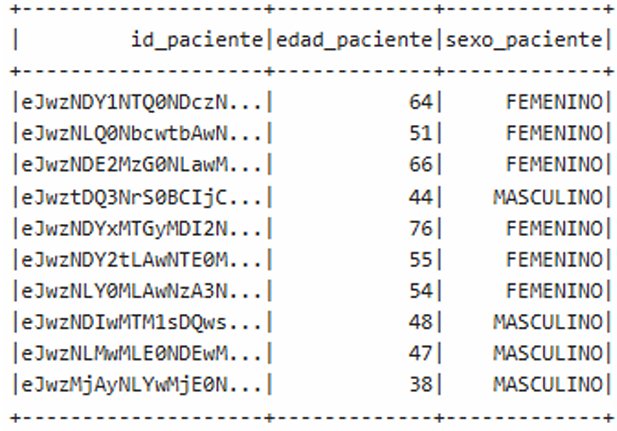 +--------------------+-------------+-------------+
|         id_paciente|edad_paciente|sexo_paciente|
+--------------------+-------------+-------------+
|eJwzNDY1NTQ0NDczN...|           64|     FEMENINO|
|eJwzNLQ0NbcwtbAwN...|           51|     FEMENINO|
|eJwzNDE2MzG0NLawM...|           66|     FEMENINO|
|eJwztDQ3NrS0BCIjC...|           44|    MASCULINO|
|eJwzNDYxMTGyMDI2N...|           76|     FEMENINO|
|eJwzNDY2tLAwNTE0M...|           55|     FEMENINO|
|eJwzNLY0MLAwNzA3N...|           54|     FEMENINO|
|eJwzNDIwMTM1sDQws...|           48|    MASCULINO|
|eJwzNLMwMLE0NDEwM...|           47|    MASCULINO|
|eJwzMjAyNLYwMjE0N...|           38|    MASCULINO|
+--------------------+-------------+-------------+